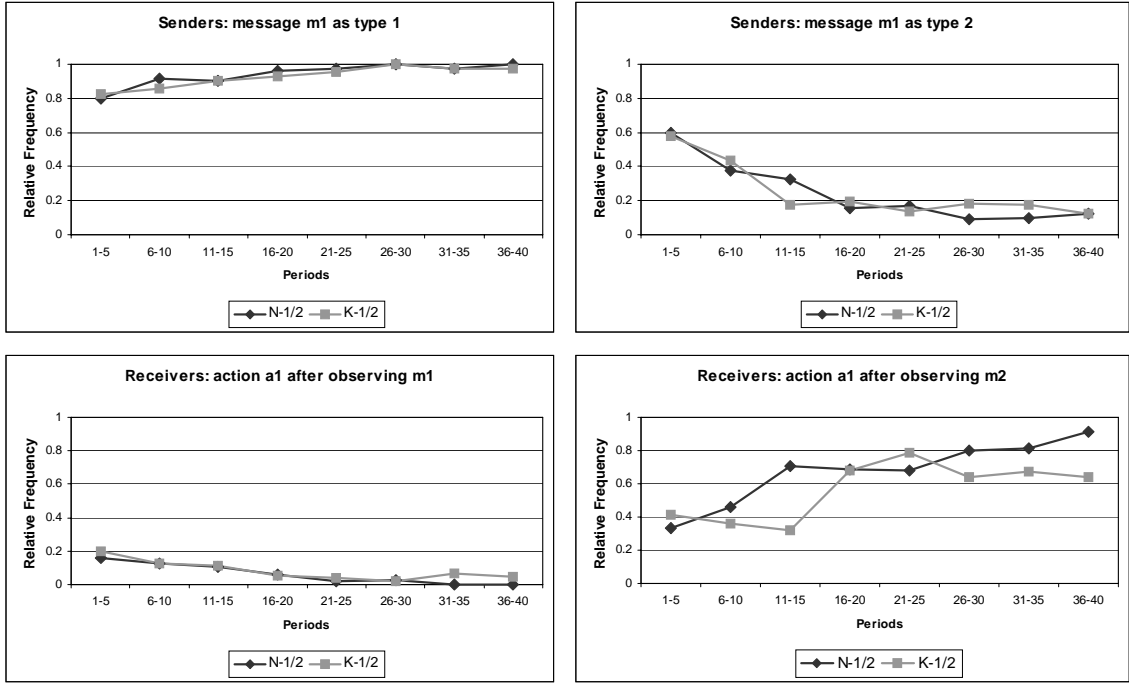 Senders: message m1 as type 1
Relative Frequency
1
0.8
0.6
0.4
0.2
0
1-5 6-10 11-15 16-20 21-25 26-30 31-35 36-40
Periods
N-1/2 K-1/2
Senders: message m1 as type 2
Relative Frequency
1
0.8
0.6
0.4
0.2
0
1-5 6-10 11-15 16-20 21-25 26-30 31-35 36-40
Periods
N-1/2 K-1/2
Receivers: action a1 after observing m1
Relative Frequency
1
0.8
0.6
0.4
0.2
0
1-5 6-10 11-15 16-20 21-25 26-30 31-35 36-40
Periods
N-1/2 K-1/2
Receivers: action a1 after observing m2
Relative Frequency
1
0.8
0.6
0.4
0.2
0
1-5 6-10 11-15 16-20 21-25 26-30 31-35 36-40
Periods
N-1/2 K-1/2